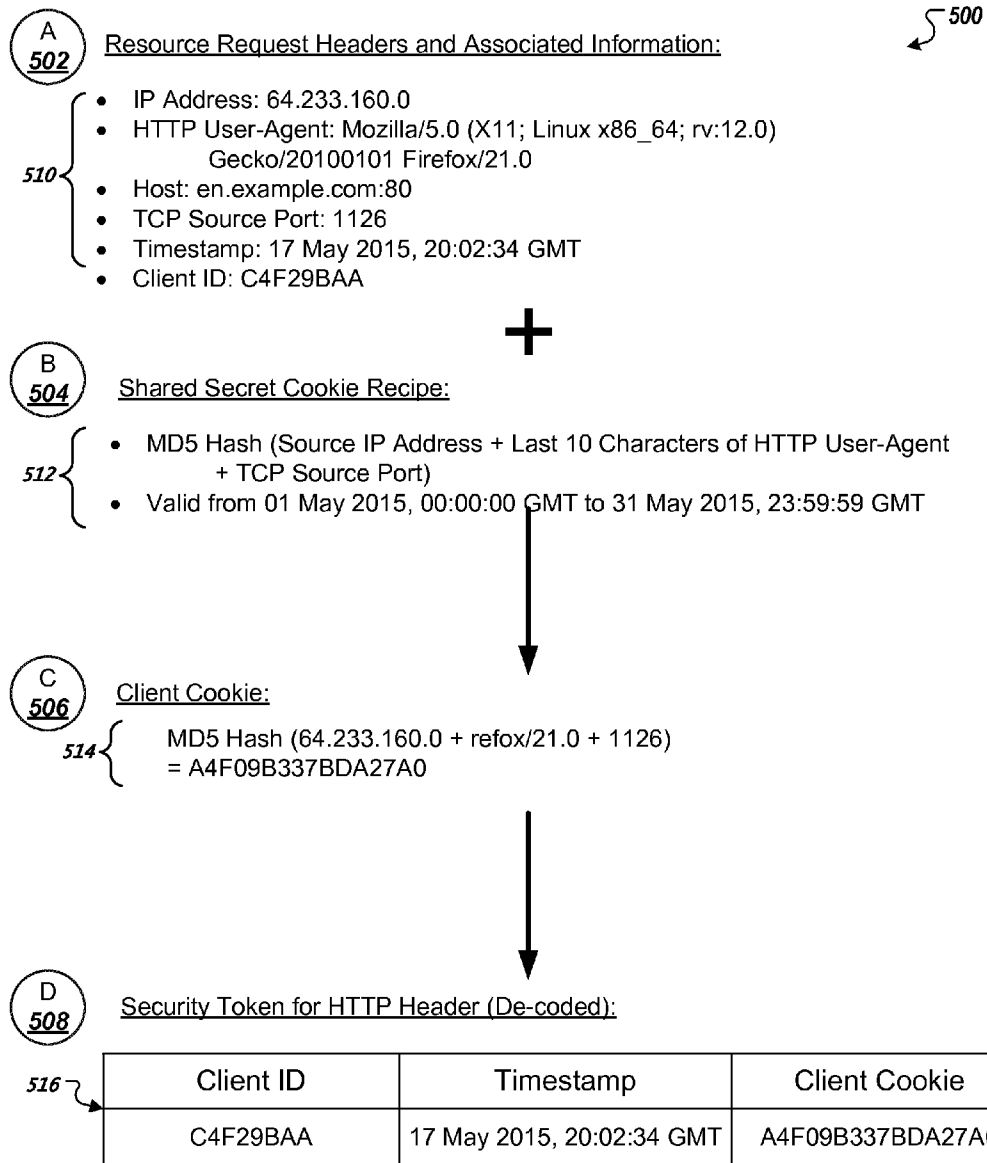 500
A
502
Resource Request Headers and Associated Information:
510
• IP Address: 64.233.160.0
• HTTP User-Agent: Mozilla/5.0 (X11; Linux x86_64; rv:12.0)
Gecko/20100101 Firefox/21.0
• Host: en.example.com:80
• TCP Source Port: 1126
• Timestamp: 17 May 2015, 20:02:34 GMT
• Client ID: C4F29BAA
+
B
504
Shared Secret Cookie Recipe:
512
• MD5 Hash (Source IP Address + Last 10 Characters of HTTP User-Agent
+ TCP Source Port)
• Valid from 01 May 2015, 00:00:00 GMT to 31 May 2015, 23:59:59 GMT
C
506
Client Cookie:
514
MD5 Hash (64.233.160.0 + refox/21.0 + 1126)
= A4F09B337BDA27A0
D
508
Security Token for HTTP Header (De-coded):
516
Client ID Timestamp Client Cookie
C4F29BAA 17 May 2015, 20:02:34 GMT A4F09B337BDA27A0